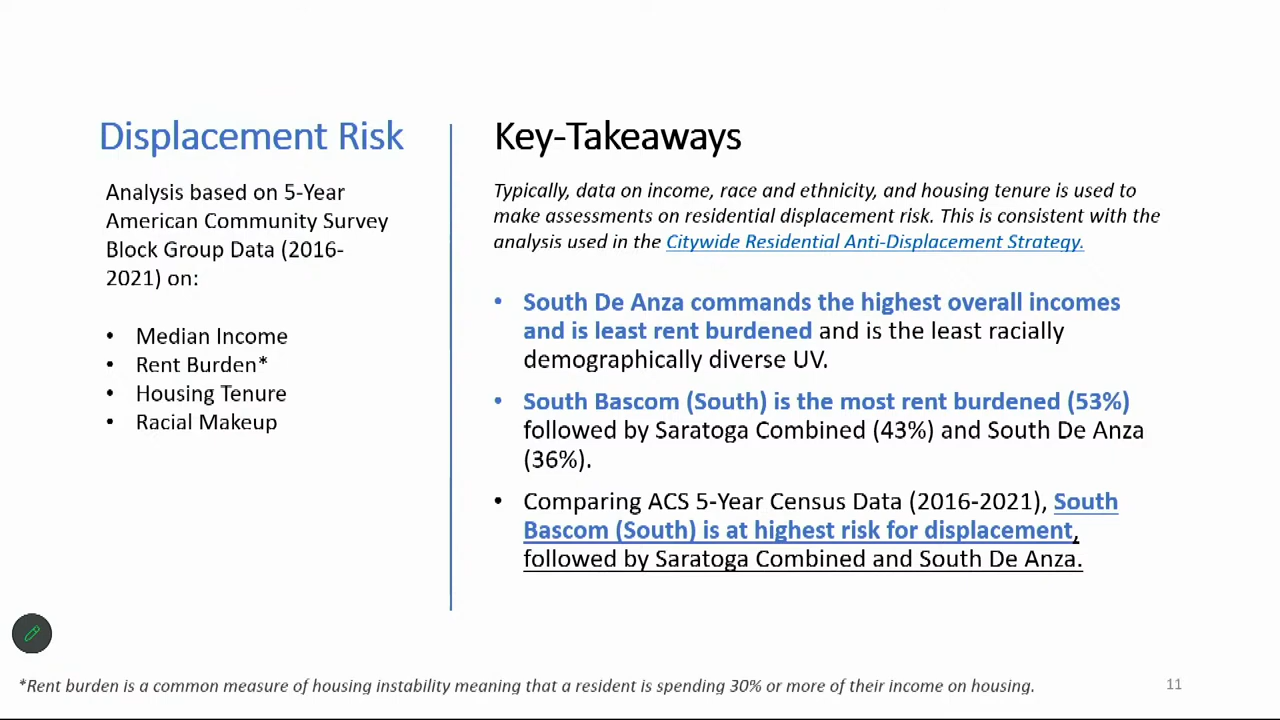 Displacement Risk
Analysis based on 5-Year
American Community Survey
Block Group Data (2016-
2021) on:
• Median Income
• Rent Burden*
• Housing Tenure
• Racial Makeup
Key-Takeaways
Typically, data on income, race and ethnicity, and housing tenure is used to
make assessments on residential displacement risk. This is consistent with the
analysis used in the Citywide Residential Anti-Displacement Strategy.
• South De Anza commands the highest overall incomes
and is least rent burdened and is the least racially
demographically diverse UV.
• South Bascom (South) is the most rent burdened (53%)
followed by Saratoga Combined (43%) and South De Anza
(36%).
• Comparing ACS 5-Year Census Data (2016-2021), South
Bascom (South) is at highest risk for displacement,
followed by Saratoga Combined and South De Anza.
*Rent burden is a common measure of housing instability meaning that a resident is spending 30% or more of their income on housing.
11